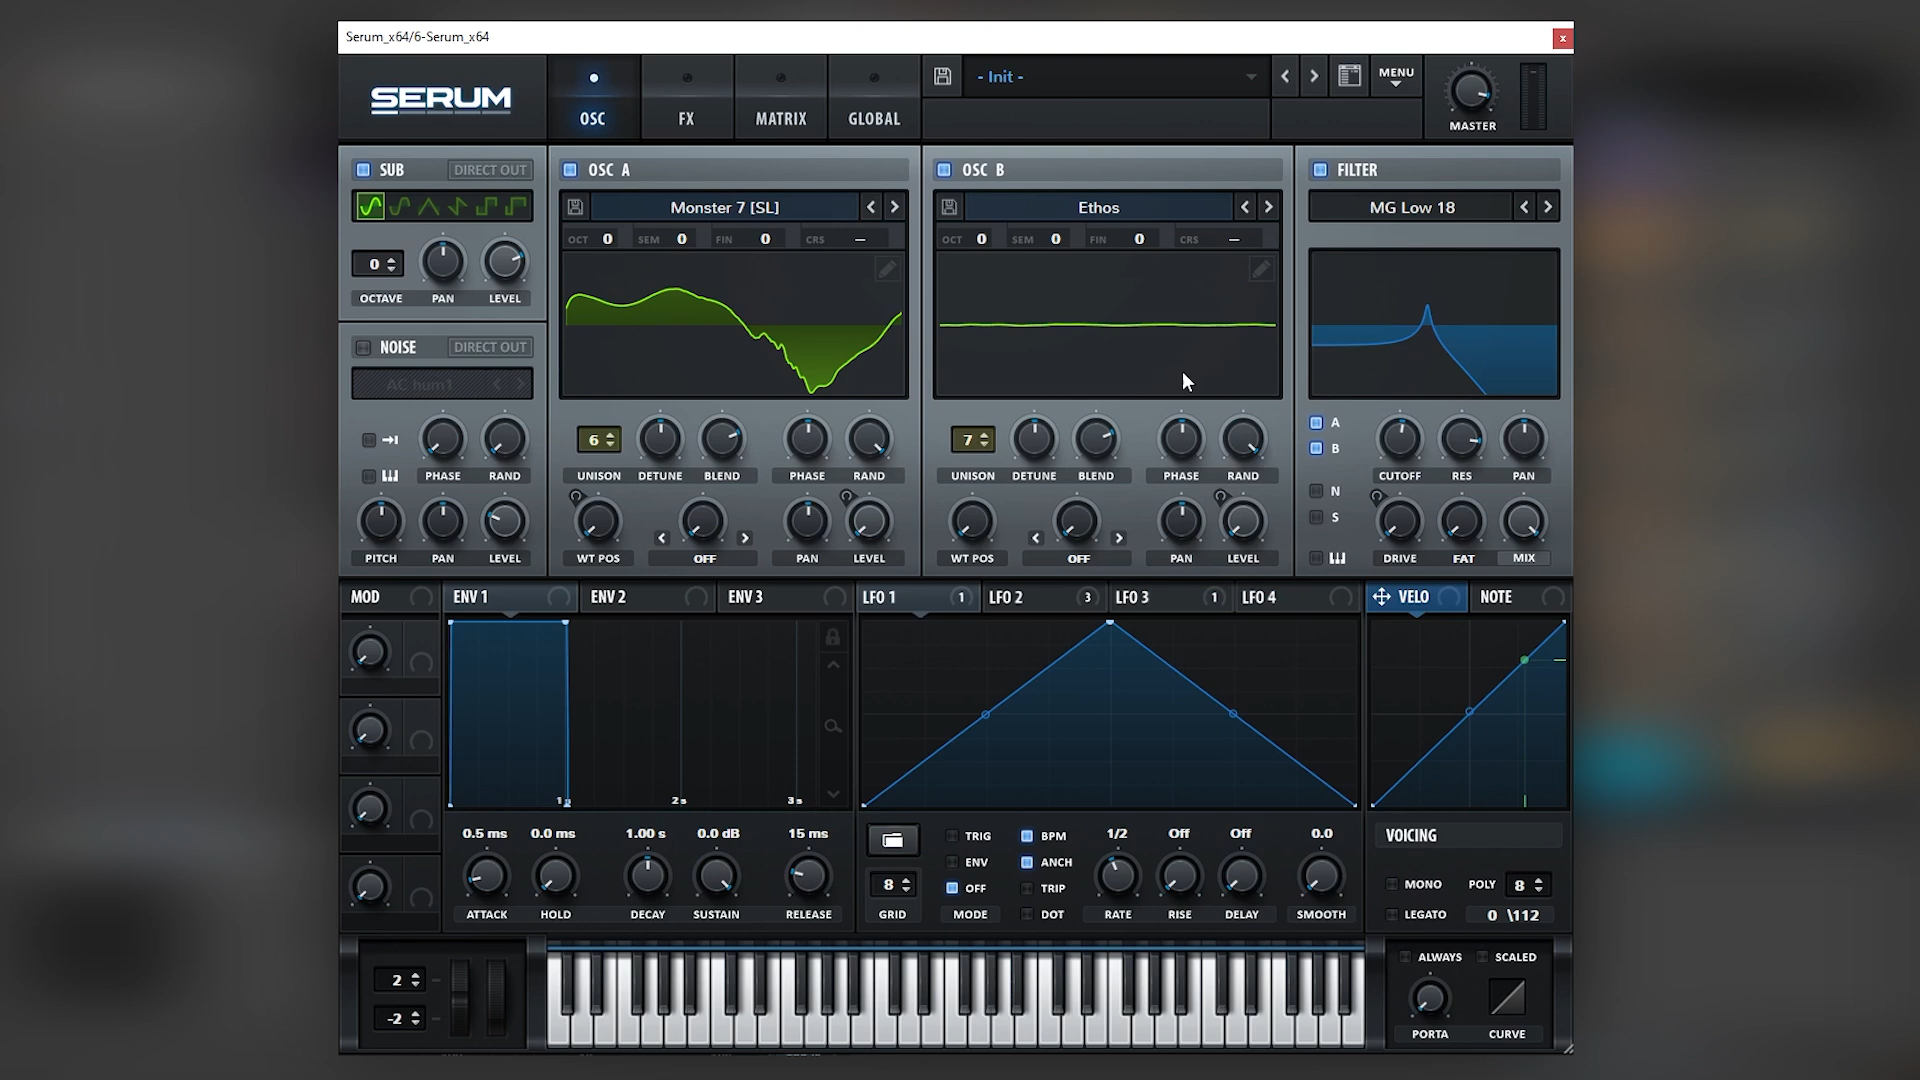 Serum_x64/6-Serum_x64
x
SERUM
OSC
FX
MATRIX
GLOBAL
- Init -
MENU
MASTER
SUB
DIRECT OUT
0
OCTAVE
PAN
LEVEL
NOISE
DIRECT OUT
AC hum1
PHASE
RAND
PITCH
PAN
LEVEL
OSC A
Monster 7 [SL]
OCT 0 SEM 0 FIN 0 CRS –
6
UNISON DETUNE BLEND PHASE RAND
WT POS OFF PAN LEVEL
OSC B
Ethos
OCT 0 SEM 0 FIN 0 CRS –
7
UNISON DETUNE BLEND PHASE RAND
WT POS OFF PAN LEVEL
FILTER
MG Low 18
A
B
N
S
CUTOFF RES PAN
DRIVE FAT MIX
MOD
ENV 1 ENV 2 ENV 3
2s 3s
0.5 ms 0.0 ms 1.00 s 0.0 dB 15 ms
ATTACK HOLD DECAY SUSTAIN RELEASE
LFO 1 1 LFO 2 3 LFO 3 1 LFO 4
8
GRID
TRIG
ENV
OFF
MODE
BPM
ANCH
TRIP
DOT
1/2 Off Off 0.0
RATE RISE DELAY SMOOTH
VELO NOTE
VOICING
MONO POLY 8
LEGATO 0 \112
2
-2
ALWAYS SCALED
PORTA CURVE